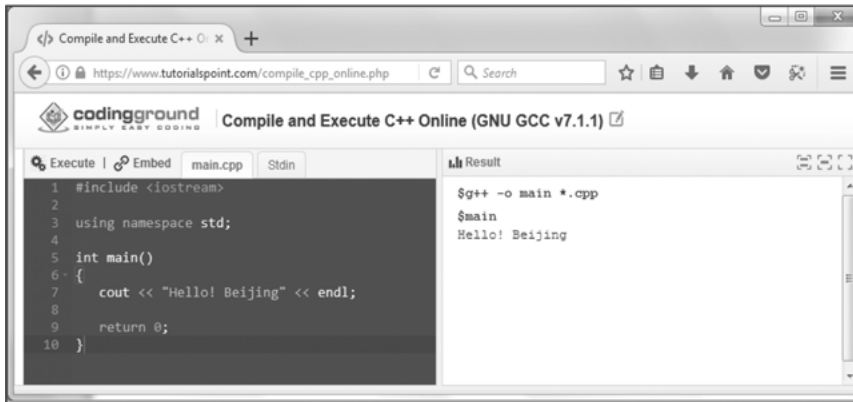 </> Compile and Execute C++ O
https://www.tutorialspoint.com/compile_cpp_online.php
Search
codingground
SIMPLY EASY CODING
Compile and Execute C++ Online (GNU GCC v7.1.1)
Execute | Embed main.cpp Stdin
1 #include <iostream>
2
3 using namespace std;
4
5 int main()
6 {
7 cout << "Hello! Beijing" << endl;
8
9 return 0;
10 }
Result
$g++ -o main *.cpp
$main
Hello! Beijing